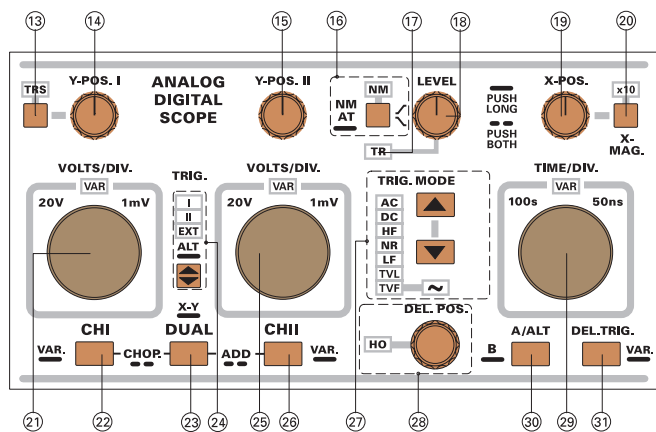 13 14 15 16 17 18 19 20
TRS
Y-POS. I
ANALOG
DIGITAL
SCOPE
Y-POS. II
NM
AT
NM
LEVEL
TR
PUSH
LONG
PUSH
BOTH
X-POS.
x10
X-
MAG.
VOLTS/DIV.
VAR
20V 1mV
TRIG.
I
II
EXT
ALT
VOLTS/DIV.
VAR
20V 1mV
TRIG. MODE
AC
DC
HF
NR
LF
TVL
TVF
~
TIME/DIV.
VAR
100s 50ns
X-Y
CHI
VAR.
CHOP.
DUAL
ADD
CHII
VAR.
DEL. POS.
HO
B
A/ALT
DEL.TRIG.
VAR.
21 22 23 24 25 26 27 28 30 29 31